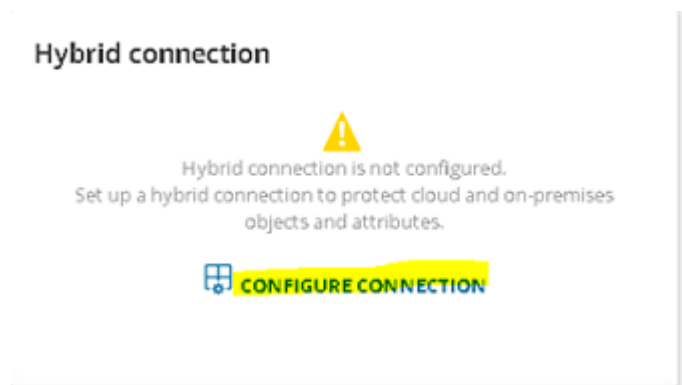 Hybrid connection
Hybrid connection is not configured.
Set up a hybrid connection to protect cloud and on-premises
objects and attributes.
CONFIGURE CONNECTION